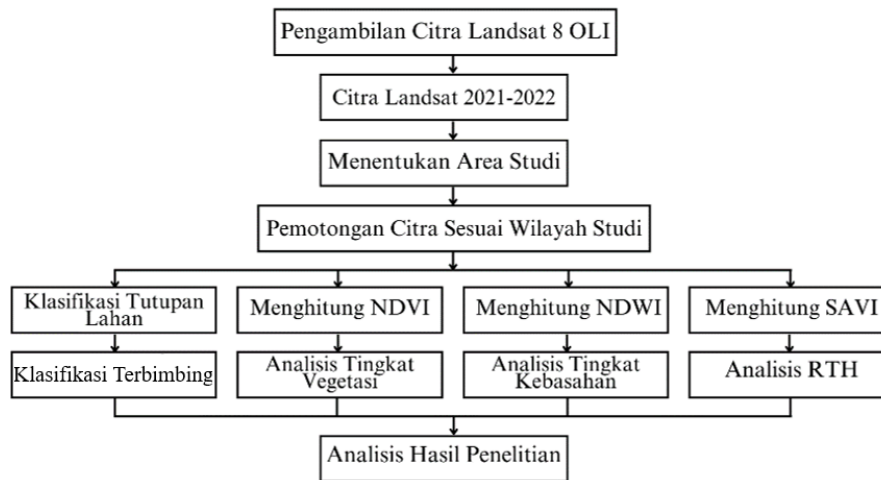 Pengambilan Citra Landsat 8 OLI
Citra Landsat 2021-2022
Menentukan Area Studi
Pemotongan Citra Sesuai Wilayah Studi
Klasifikasi Tutupan
Lahan
Menghitung NDVI
Menghitung NDWI
Menghitung SAVI
Klasifikasi Terbimbing
Analisis Tingkat
Vegetasi
Analisis Tingkat
Kebasahan
Analisis RTH
Analisis Hasil Penelitian